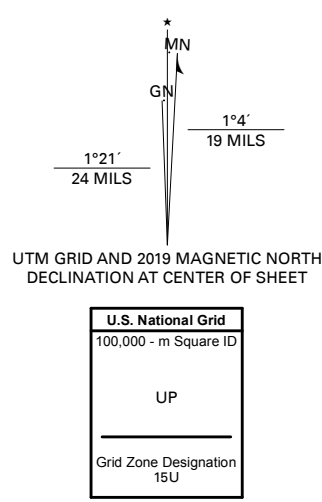 MN
GN
1°4´
19 MILS
1°21´
24 MILS
UTM GRID AND 2019 MAGNETIC NORTH
DECLINATION AT CENTER OF SHEET
U.S. National Grid
100,000 - m Square ID
UP
Grid Zone Designation
15U